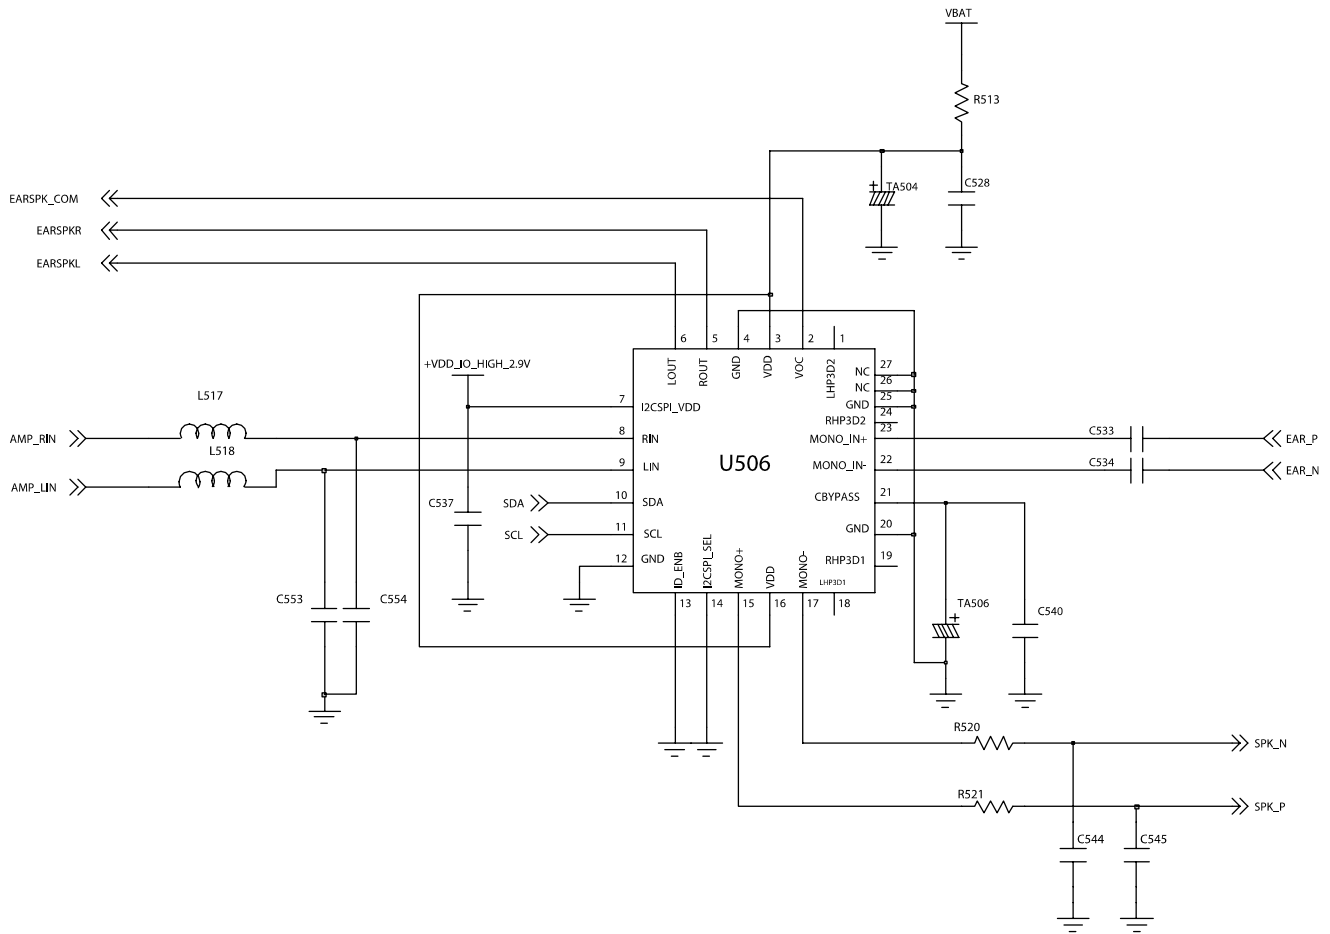 VBAT
R513
TA504
+
C528
EARSPK_COM
EARSPKR
EARSPKL
6
5
4
3
2
1
LOUT
ROUT
GND
VDD
VOC
LHP3D2
+VDD_IO_HIGH_2.9V
NC
27
NC
26
GND
25
RHP3D2
24
MONO_IN+
23
MONO_IN-
22
CBYPASS
21
GND
20
RHP3D1
19
7
I2CSPI_VDD
8
RIN
9
LIN
10
SDA
11
SCL
12
GND
U506
L517
L518
AMP_RIN
AMP_LIN
C537
SDA
SCL
C533
C534
EAR_P
EAR_N
ID_ENB
I2CSPI_SEL
MONO+
VDD
MONO-
LHP3D1
13
14
15
16
17
18
C553
C554
TA506
+
C540
R520
SPK_N
R521
SPK_P
C544
C545